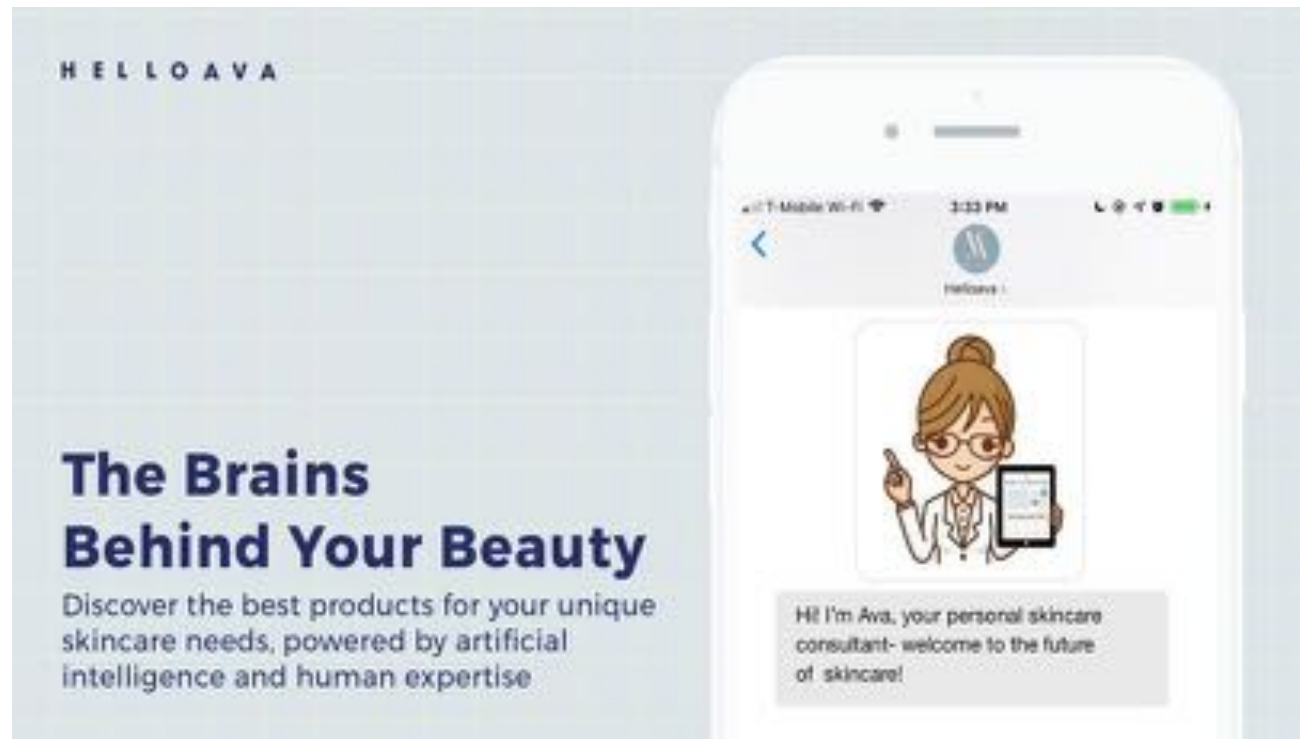 HELLOAVA
The Brains
Behind Your Beauty
Discover the best products for your unique
skincare needs, powered by artificial
intelligence and human expertise
T-Mobile Wi-Fi 3:33 PM
Helloava
Hi! I'm Ava, your personal skincare
consultant- welcome to the future
of skincare!